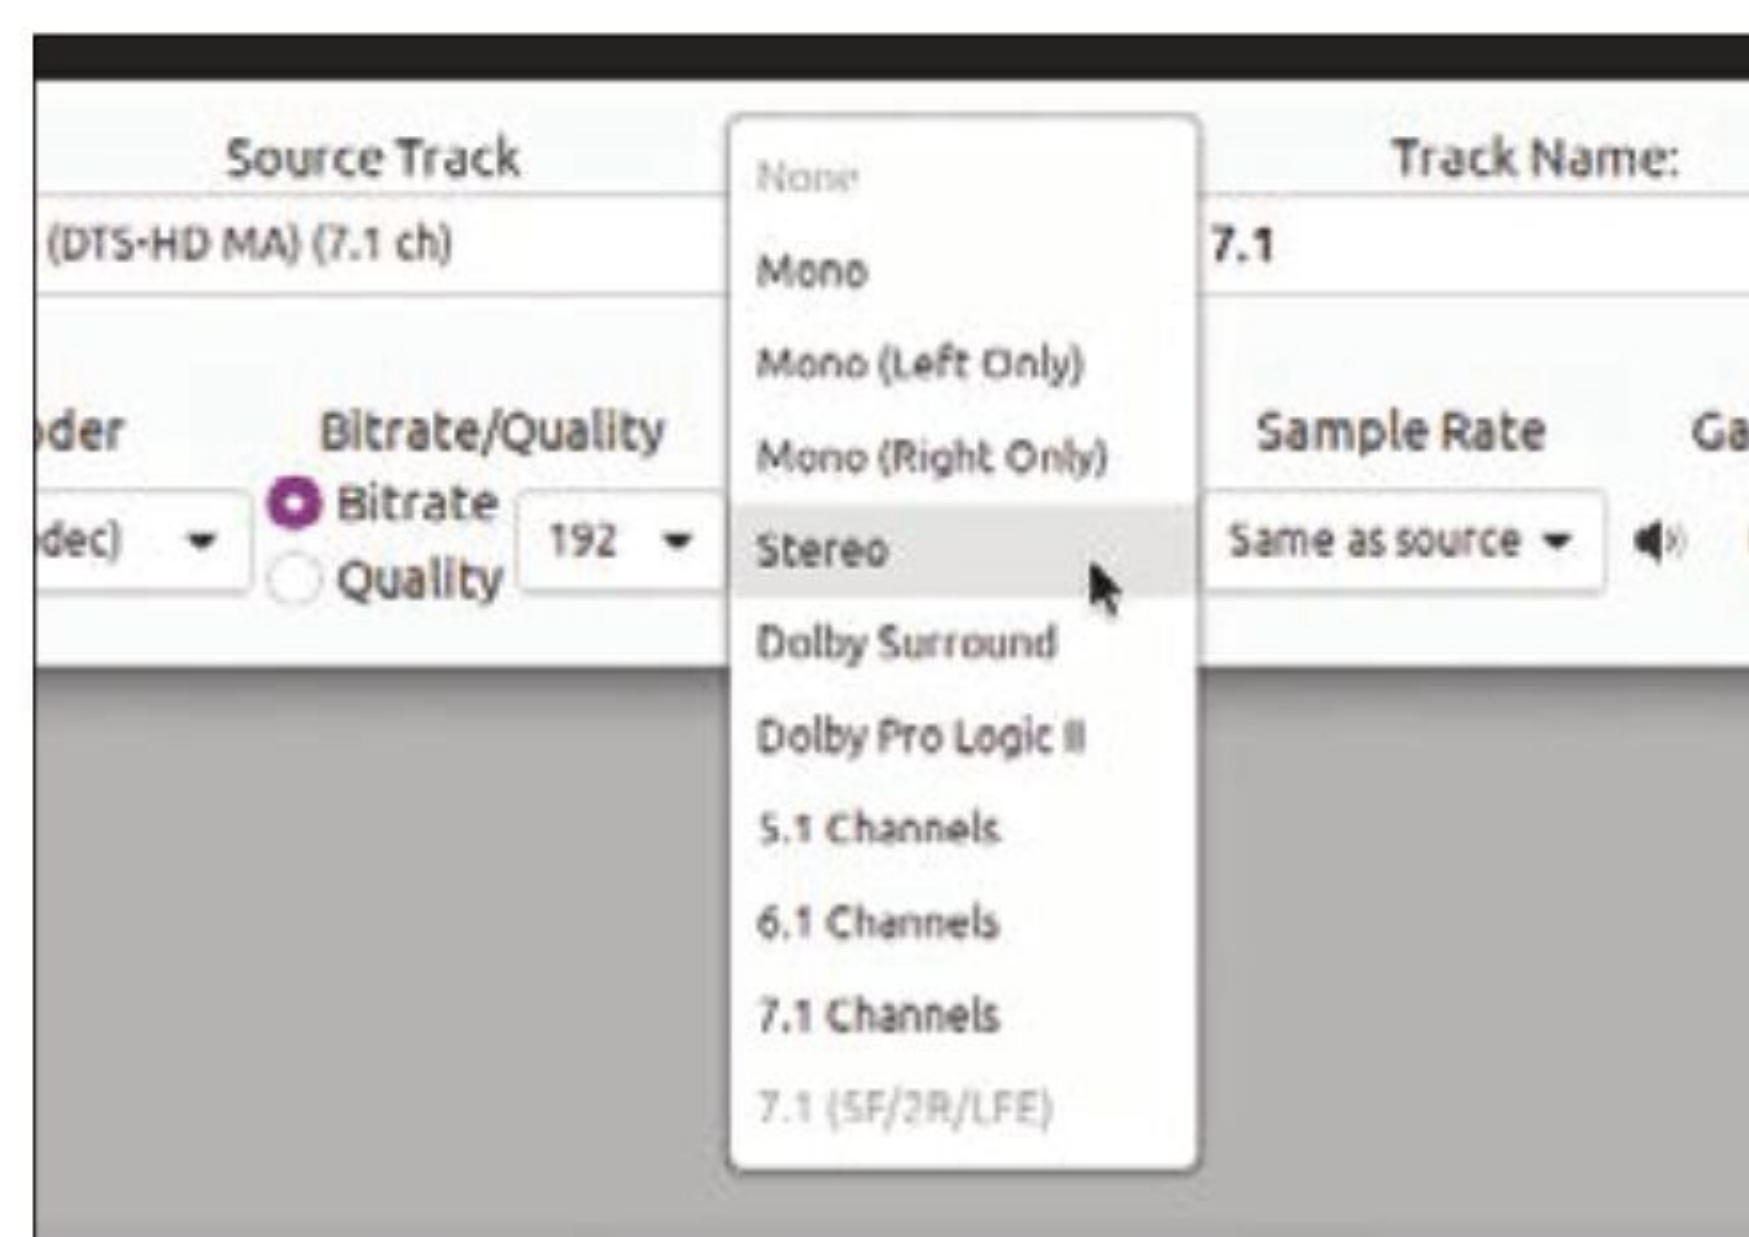 Source Track
Track Name:
(DTS-HD MA) (7.1 ch)
7.1
oder
Bitrate/Quality
Sample Rate
Ga
dec)
Bitrate
Quality
192
Same as source
None
Mono
Mono (Left Only)
Mono (Right Only)
Stereo
Dolby Surround
Dolby Pro Logic II
5.1 Channels
6.1 Channels
7.1 Channels
7.1 (5F/2R/LFE)